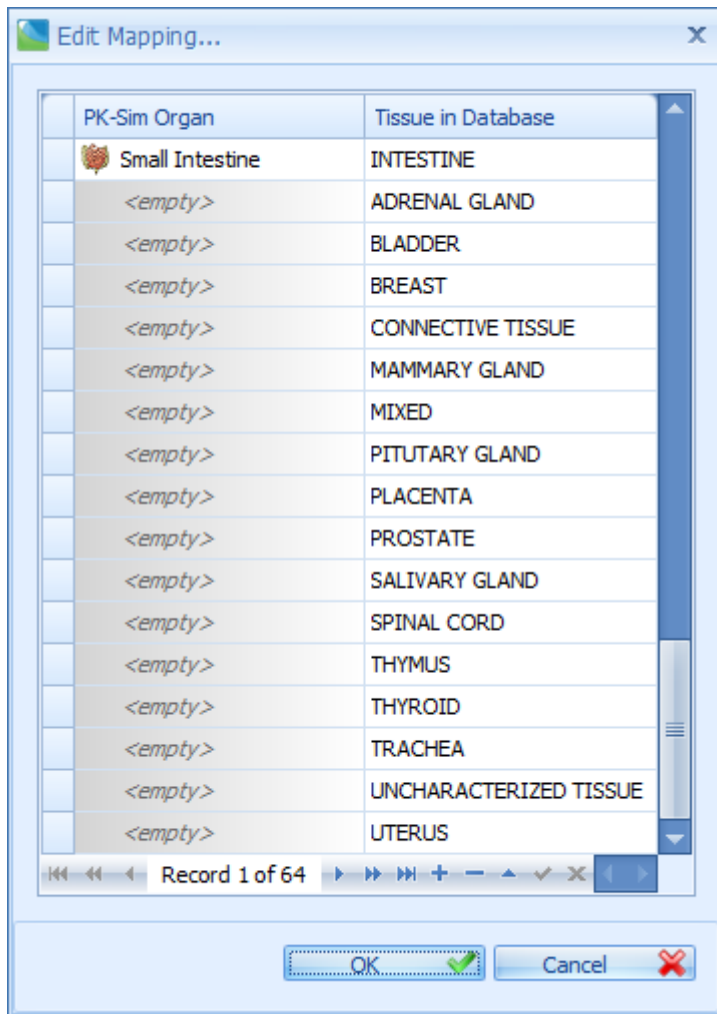 Edit Mapping...
PK-Sim Organ Tissue in Database
Small Intestine INTESTINE
<empty> ADRENAL GLAND
<empty> BLADDER
<empty> BREAST
<empty> CONNECTIVE TISSUE
<empty> MAMMARY GLAND
<empty> MIXED
<empty> PITUTARY GLAND
<empty> PLACENTA
<empty> PROSTATE
<empty> SALIVARY GLAND
<empty> SPINAL CORD
<empty> THYMUS
<empty> THYROID
<empty> TRACHEA
<empty> UNCHARACTERIZED TISSUE
<empty> UTERUS
Record 1 of 64
OK Cancel